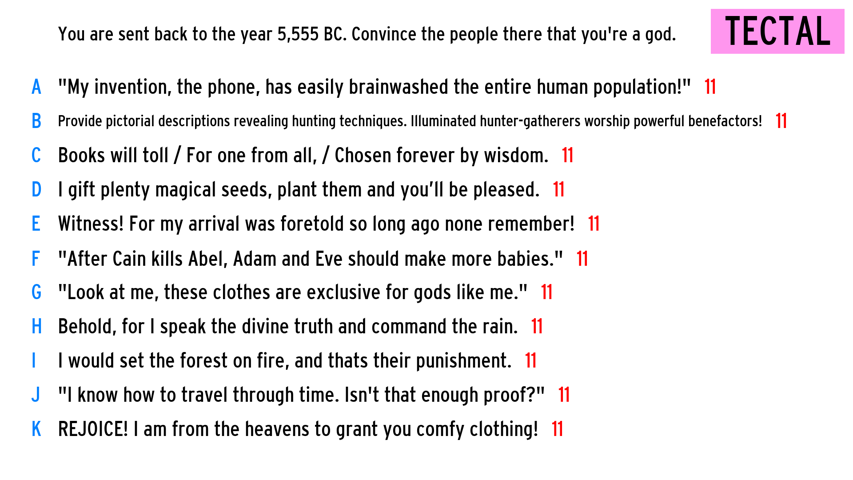 You are sent back to the year 5,555 BC. Convince the people there that you're a god.
TECTAL
A "My invention, the phone, has easily brainwashed the entire human population!" 11
B Provide pictorial descriptions revealing hunting techniques. Illuminated hunter-gatherers worship powerful benefactors! 11
C Books will toll / For one from all, / Chosen forever by wisdom. 11
D I gift plenty magical seeds, plant them and you'll be pleased. 11
E Witness! For my arrival was foretold so long ago none remember! 11
F "After Cain kills Abel, Adam and Eve should make more babies." 11
G "Look at me, these clothes are exclusive for gods like me." 11
H Behold, for I speak the divine truth and command the rain. 11
I I would set the forest on fire, and thats their punishment. 11
J "I know how to travel through time. Isn't that enough proof?" 11
K REJOICE! I am from the heavens to grant you comfy clothing! 11